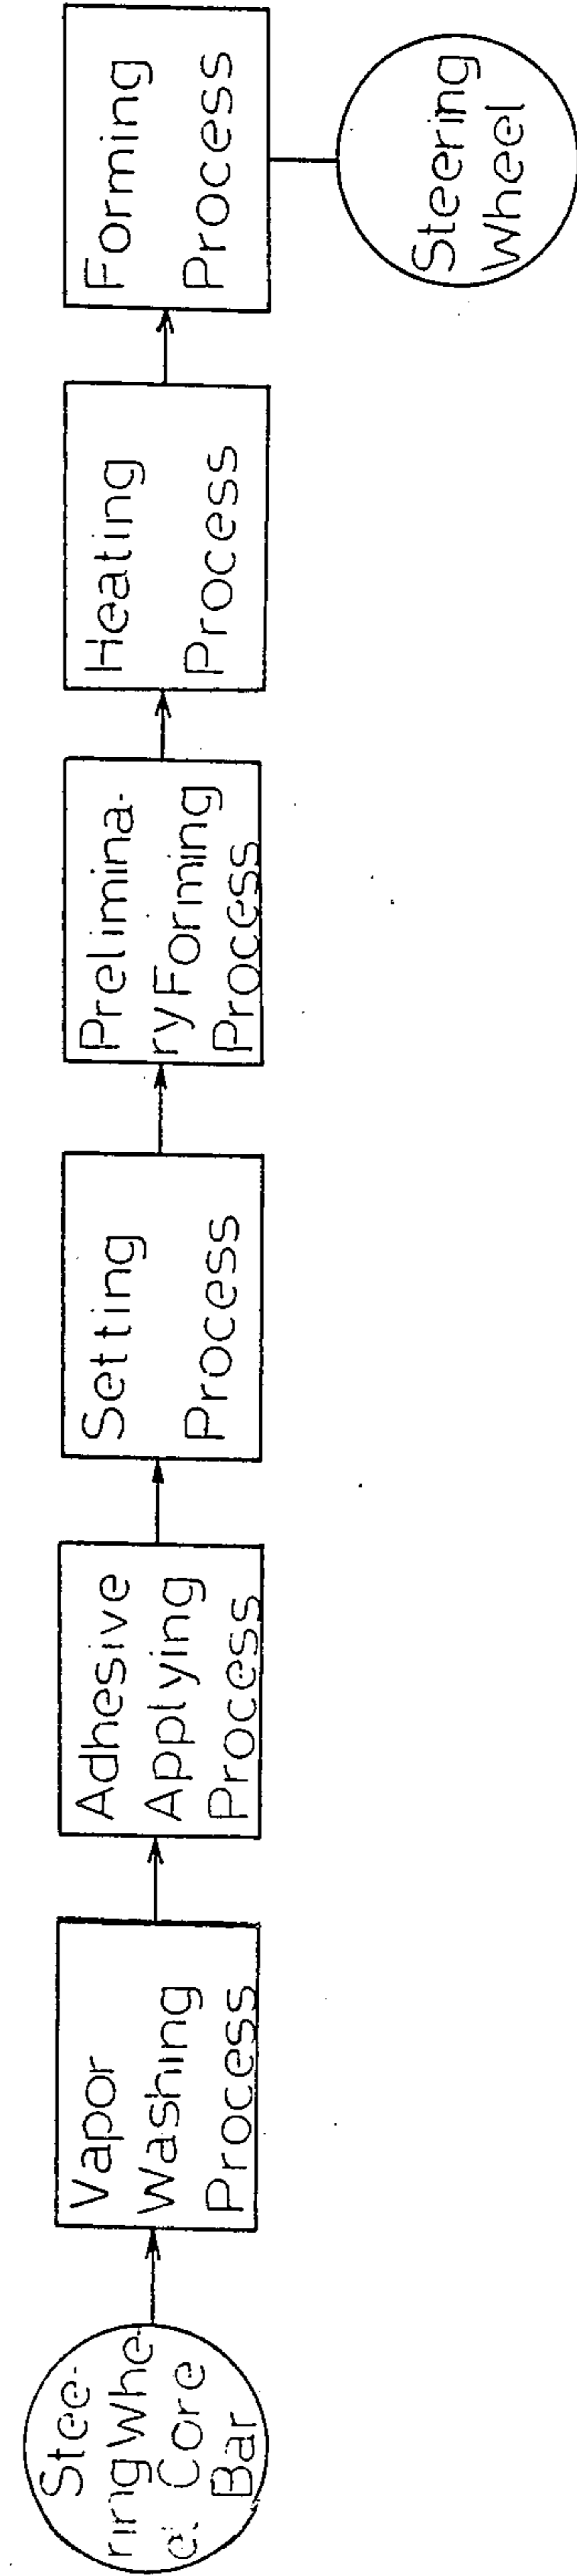 Stee-
ringWhe-
el Core
Bar
Vapor
Washing
Process
Adhesive
Applying
Process
Setting
Process
Prelimina-
ryForming
Process
Heating
Process
Forming
Process
Steering
Wheel